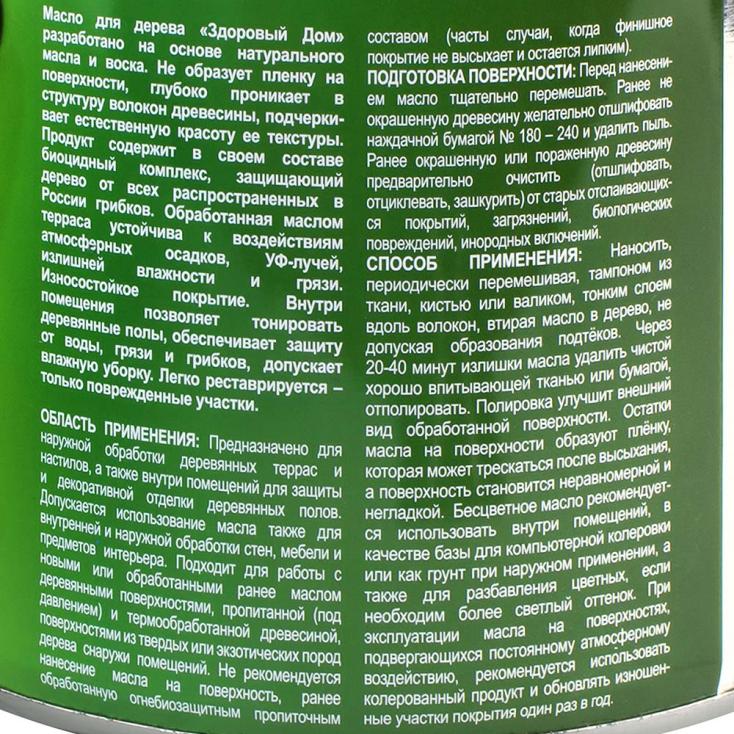 Масло для дерева «Здоровый Дом»
разработано на основе натурального
масла и воска. Не образует пленку на
поверхности, глубоко проникает в
структуру волокон древесины, подчерки-
вает естественную красоту ее текстуры.
Продукт содержит в своем составе
биоцидный комплекс, защищающий
дерево от всех распространенных в
России грибков. Обработанная маслом
терраса устойчива к воздействиям
атмосферных осадков, УФ-лучей,
излишней влажности и грязи.
Износостойкое покрытие. Внутри
помещения позволяет тонировать
деревянные полы, обеспечивает защиту
от воды, грязи и грибков, допускает
влажную уборку. Легко реставрируется –
только поврежденные участки.
ОБЛАСТЬ ПРИМЕНЕНИЯ: Предназначено для
наружной обработки деревянных террас и
настилов, а также внутри помещений для защиты
и декоративной отделки деревянных полов.
Допускается использование масла также для
внутренней и наружной обработки стен, мебели и
предметов интерьера. Подходит для работы с
новыми или обработанными ранее маслом
деревянными поверхностями, пропитанной (под
давлением) и термообработанной древесиной,
поверхностями из твердых или экзотических пород
дерева снаружи помещений. Не рекомендуется
нанесение масла на поверхность, ранее
обработанную огнебиозащитным пропиточным
составом (часты случаи, когда финишное
покрытие не высыхает и остается липким).
ПОДГОТОВКА ПОВЕРХНОСТИ: Перед нанесени-
ем масло тщательно перемешать. Ранее не
окрашенную древесину желательно отшлифовать
наждачной бумагой № 180 – 240 и удалить пыль.
Ранее окрашенную или пораженную древесину
предварительно очистить (отшлифовать,
отциклевать, зашкурить) от старых отслаивающих-
ся покрытий, загрязнений, биологических
повреждений, инородных включений.
СПОСОБ ПРИМЕНЕНИЯ: Наносить,
периодически перемешивая, тампоном из
ткани, кистью или валиком, тонким слоем
вдоль волокон, втирая масло в дерево, не
допуская образования подтёков. Через
20-40 минут излишки масла удалить чистой
хорошо впитывающей тканью или бумагой,
отполировать. Полировка улучшит внешний
вид обработанной поверхности. Остатки
масла на поверхности образуют плёнку,
которая может трескаться после высыхания,
а поверхность становится неравномерной и
негладкой. Бесцветное масло рекомендует-
ся использовать внутри помещений, в
качестве базы для компьютерной колеровки
или как грунт при наружном применении, а
также для разбавления цветных, если
необходим более светлый оттенок. При
эксплуатации масла на поверхностях,
подвергающихся постоянному атмосферному
воздействию, рекомендуется использовать
колерованный продукт и обновлять изношен-
ные участки покрытия один раз в год.